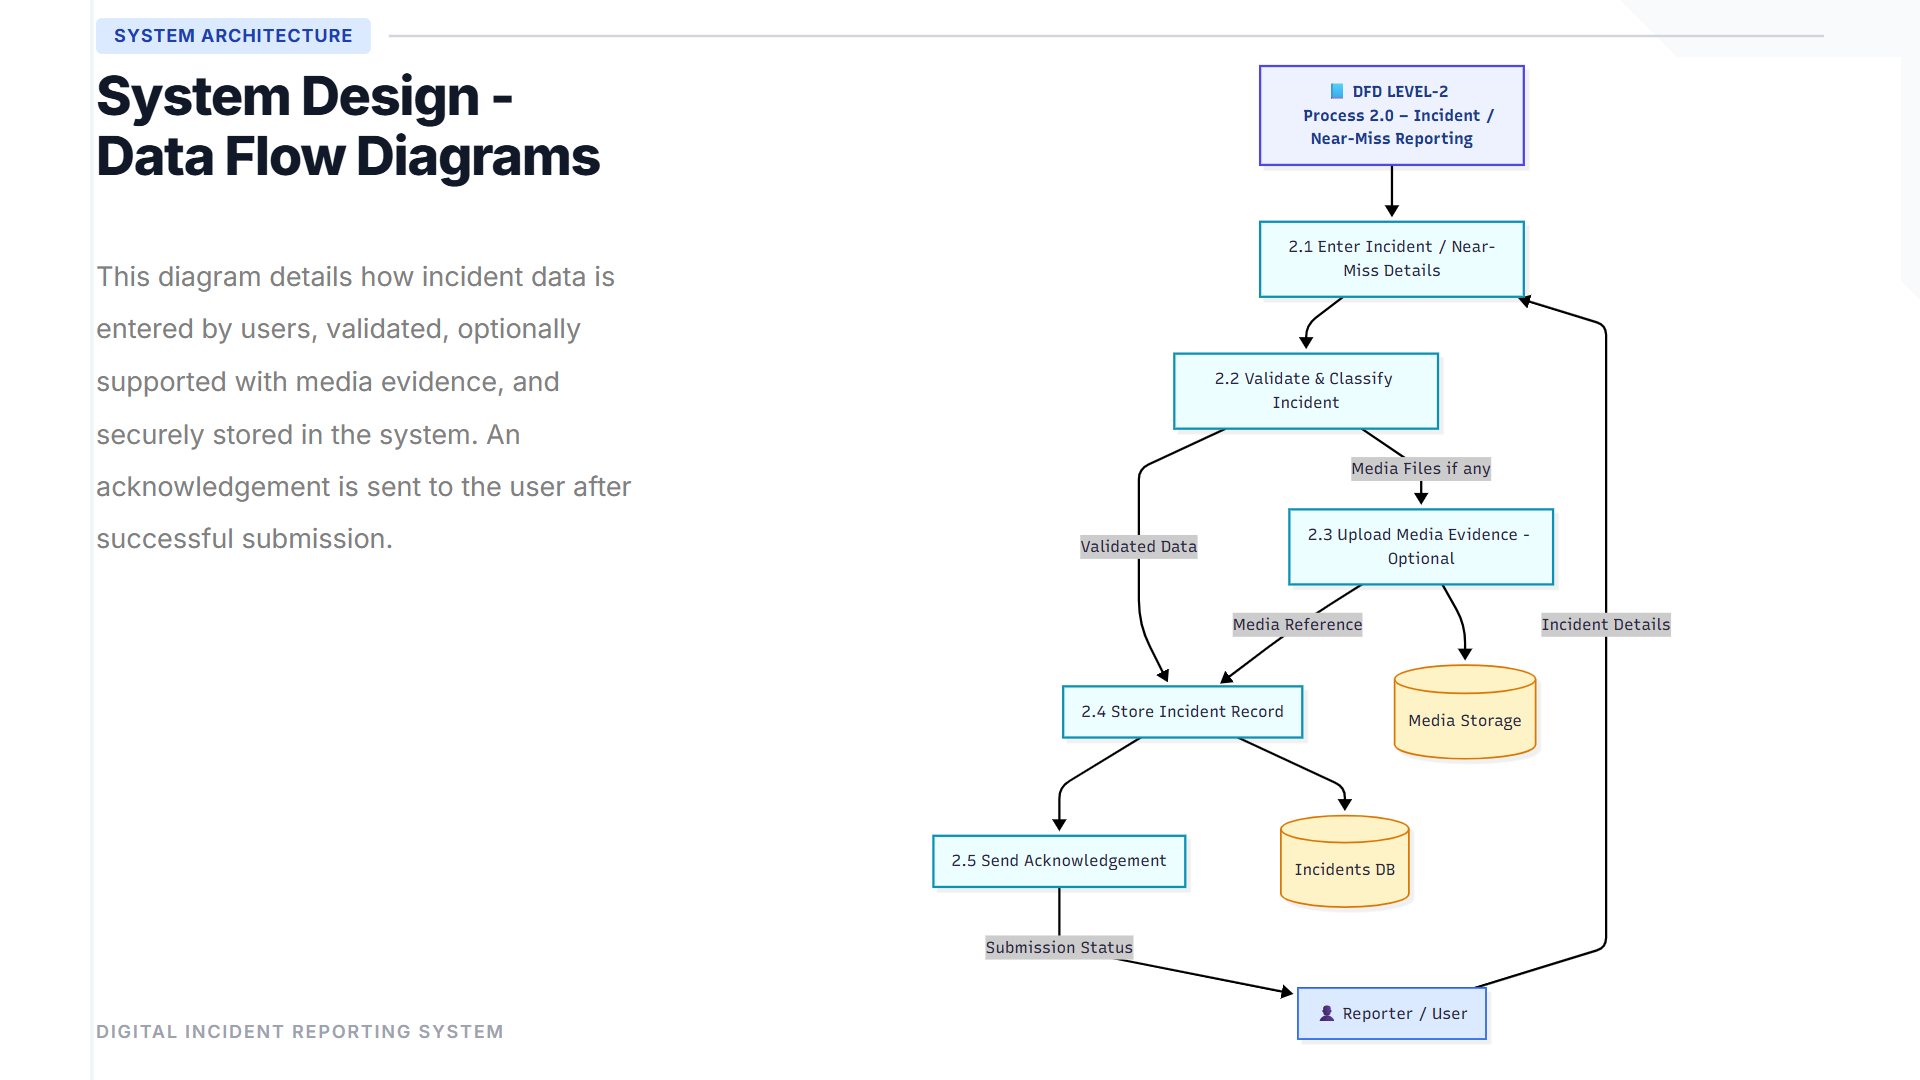 SYSTEM ARCHITECTURE
System Design -
Data Flow Diagrams
This diagram details how incident data is
entered by users, validated, optionally
supported with media evidence, and
securely stored in the system. An
acknowledgement is sent to the user after
successful submission.
DIGITAL INCIDENT REPORTING SYSTEM
📘 DFD LEVEL-2
Process 2.0 – Incident /
Near-Miss Reporting
2.1 Enter Incident / Near-
Miss Details
2.2 Validate & Classify
Incident
Media Files if any
2.3 Upload Media Evidence -
Optional
Validated Data
Media Reference
Incident Details
2.4 Store Incident Record
Media Storage
2.5 Send Acknowledgement
Incidents DB
Submission Status
👤 Reporter / User